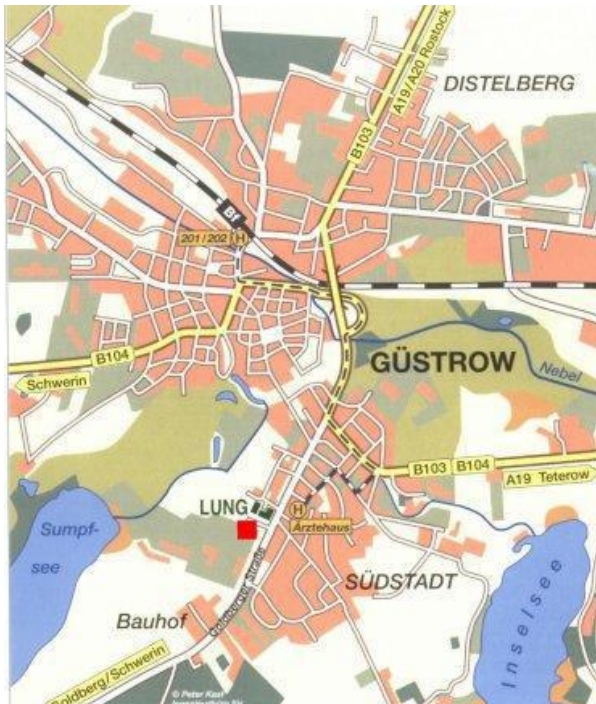 DISTELBERG
A19/A20 Rostock
B103
Bf
201/202 H
B104
Schwerin
GÜSTROW
Nebel
B103 B104
A19 Teterow
LUNG
H
Ärztehaus
Sumpf-
see
SÜDSTADT
Goldberger Straße
Bauhof
Inselsee
Goldberg/Schwerin
© Peter Kast